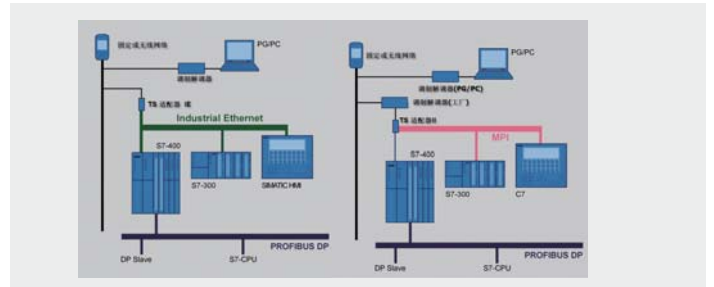 固定或无线网络
PG/PC
调制解调器
TS 适配器 IE
Industrial Ethernet
S7-400
S7-300
SIMATIC HMI
PROFIBUS DP
DP Slave
S7-CPU
固定或无线网络
PG/PC
调制解调器(PG/PC)
调制解调器(工厂)
TS 适配器II
MPI
S7-400
S7-300
C7
PROFIBUS DP
DP Slave
S7-CPU